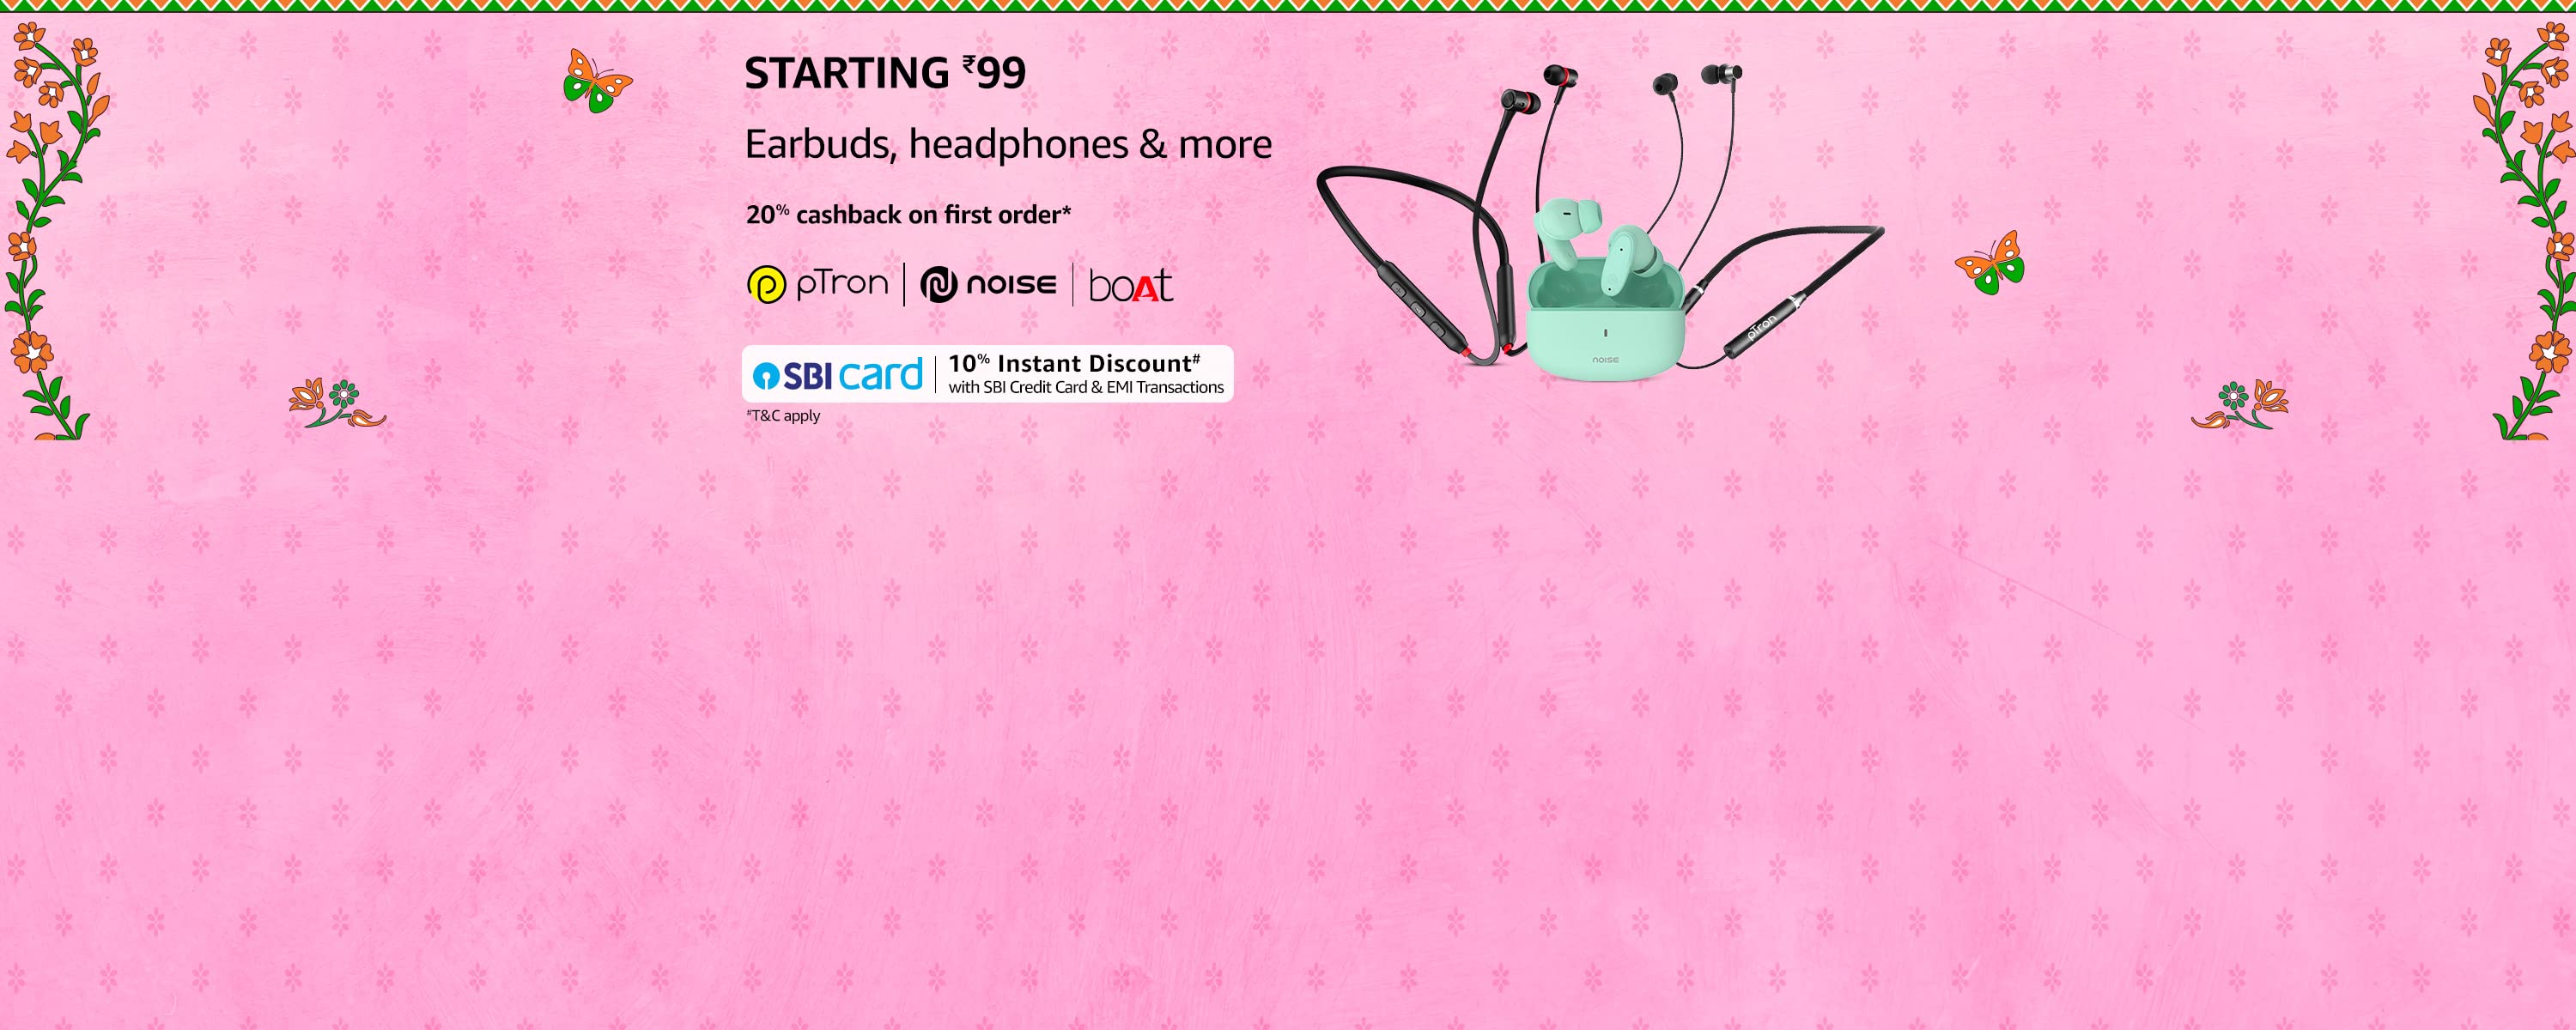 STARTING ₹99
Earbuds, headphones & more
20% cashback on first order*
pTron | noise | boAt
SBI card | 10% Instant Discount#
with SBI Credit Card & EMI Transactions
#T&C apply
noise
pTron